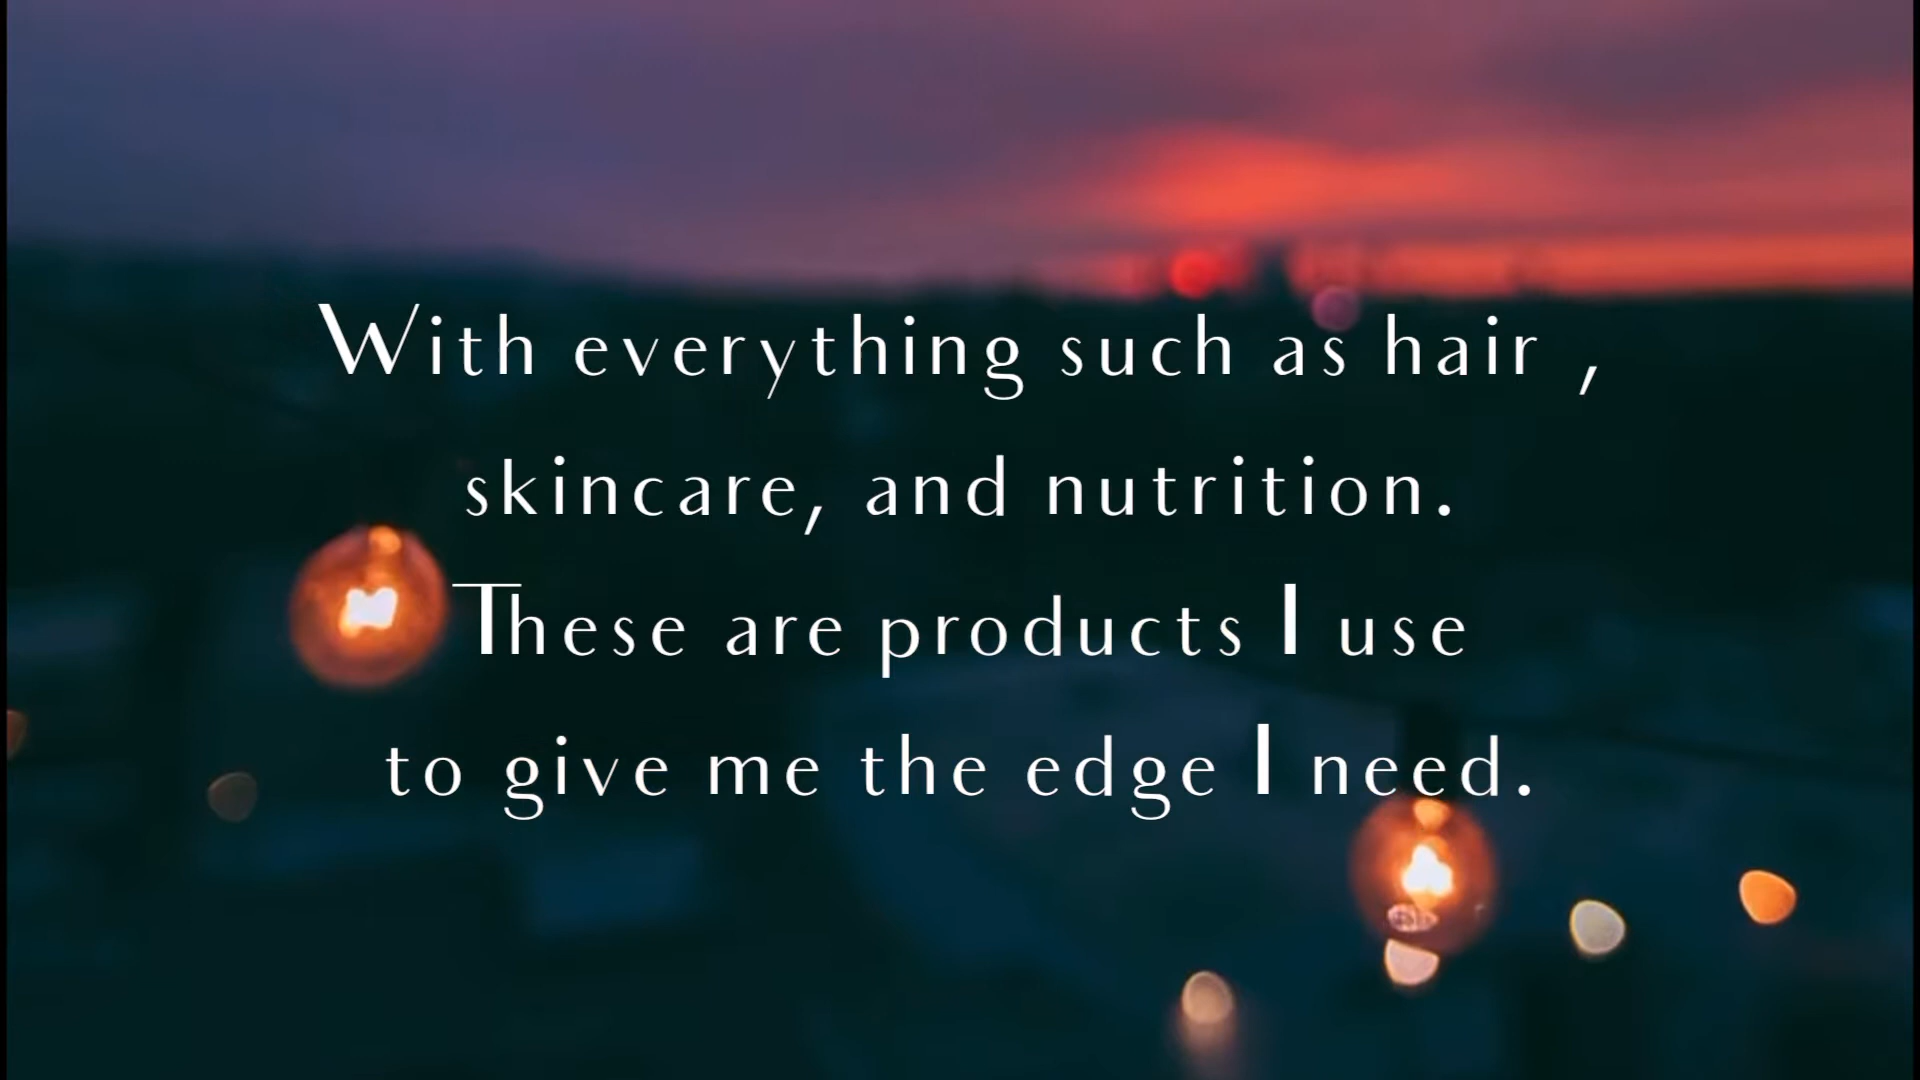 With everything such as hair ,
skincare, and nutrition.
These are products I use
to give me the edge I need.